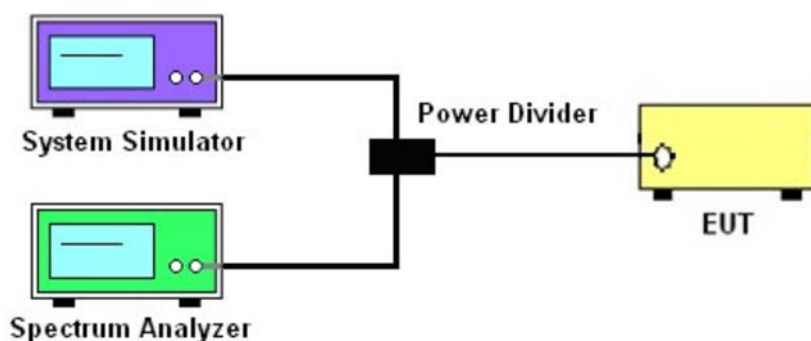 System Simulator
Power Divider
EUT
Spectrum Analyzer